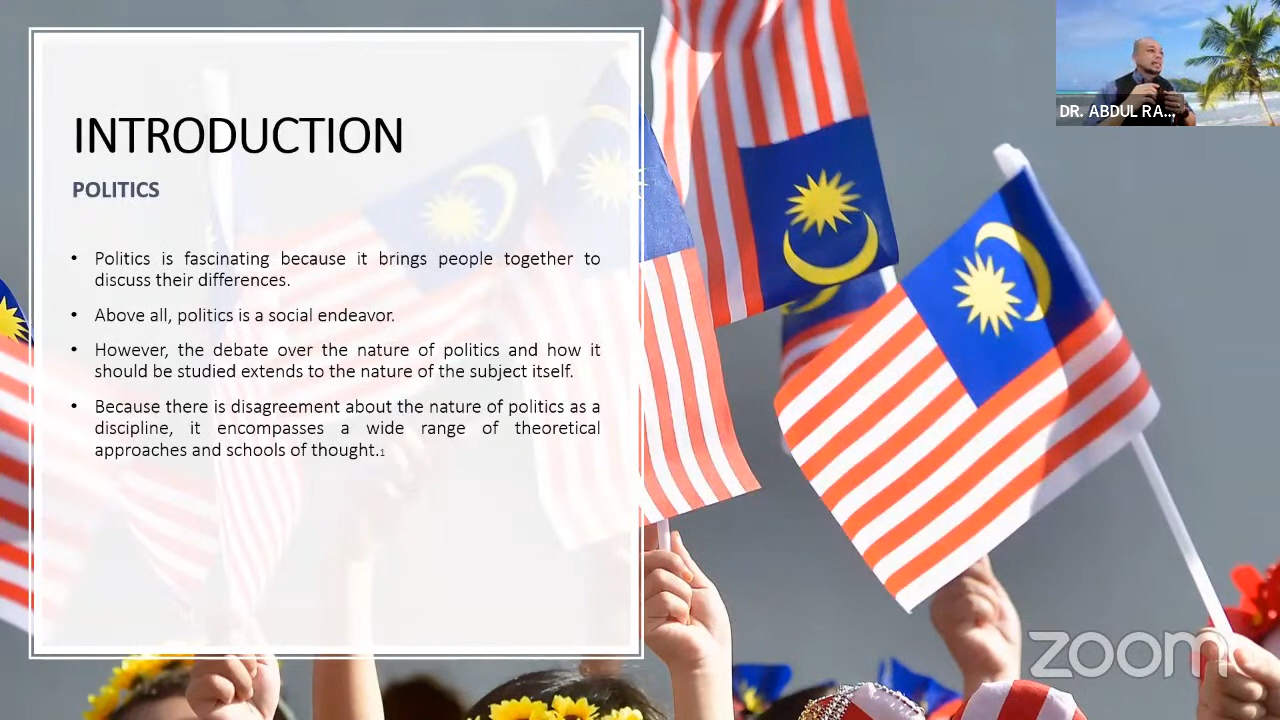 INTRODUCTION
POLITICS
• Politics is fascinating because it brings people together to
discuss their differences.
• Above all, politics is a social endeavor.
• However, the debate over the nature of politics and how it
should be studied extends to the nature of the subject itself.
• Because there is disagreement about the nature of politics as a
discipline, it encompasses a wide range of theoretical
approaches and schools of thought.1
DR. ABDUL RA...
zoom